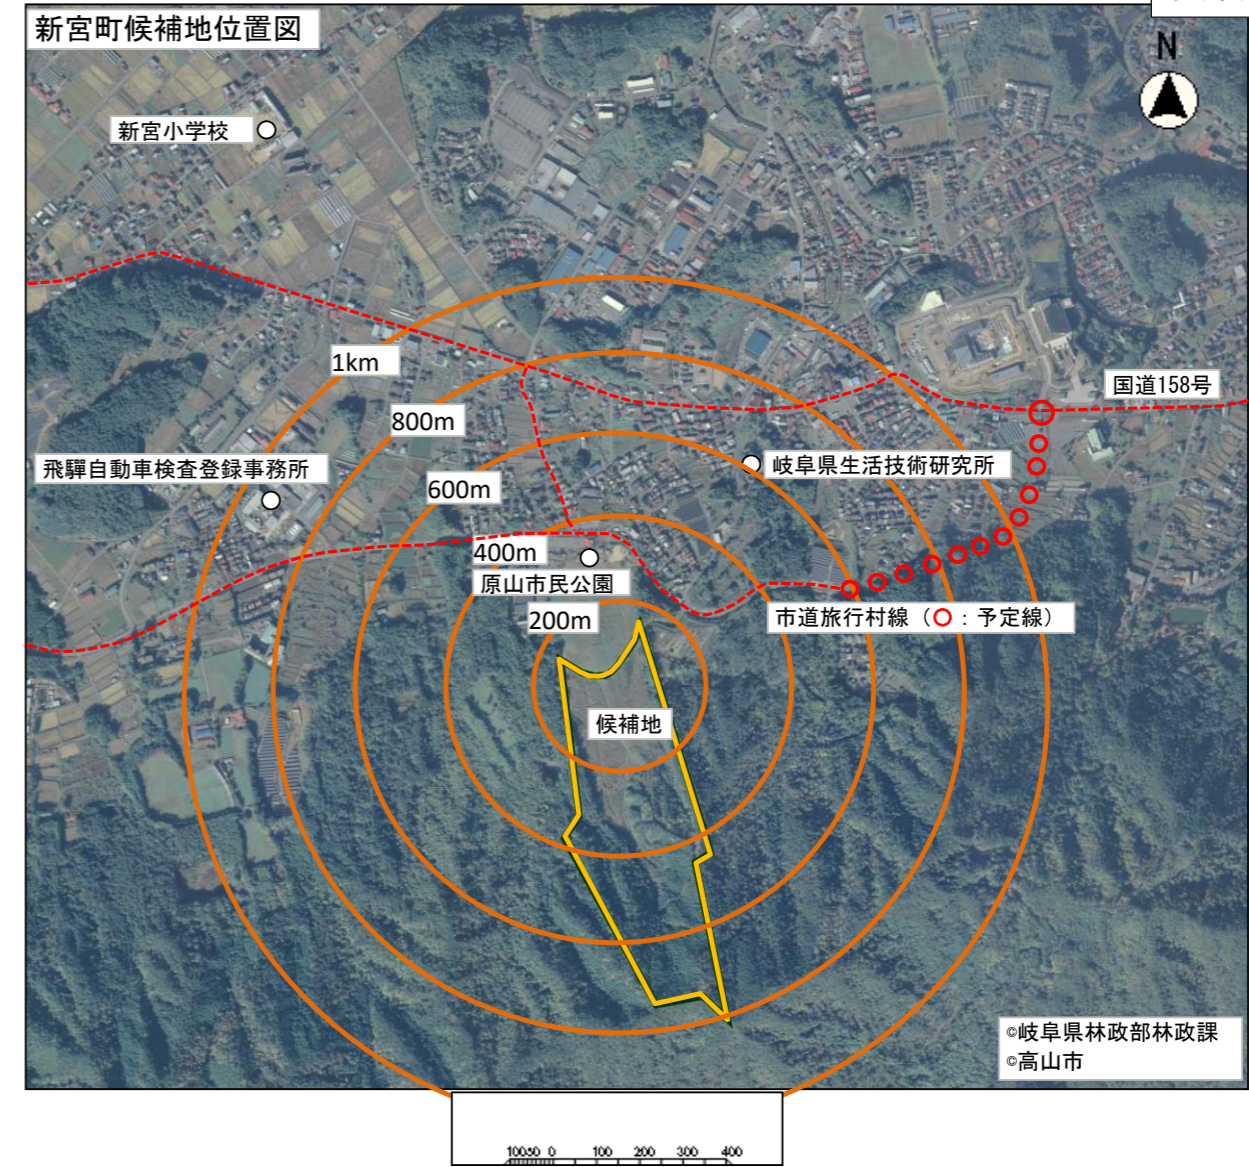 新宮町候補地位置図
N
新宮小学校
1km
国道158号
800m
飛驒自動車検査登録事務所
岐阜県生活技術研究所
600m
400m
原山市民公園
200m
市道旅行村線（○：予定線）
候補地
©岐阜県林政部林政課
©高山市
10050 0 100 200 300 400